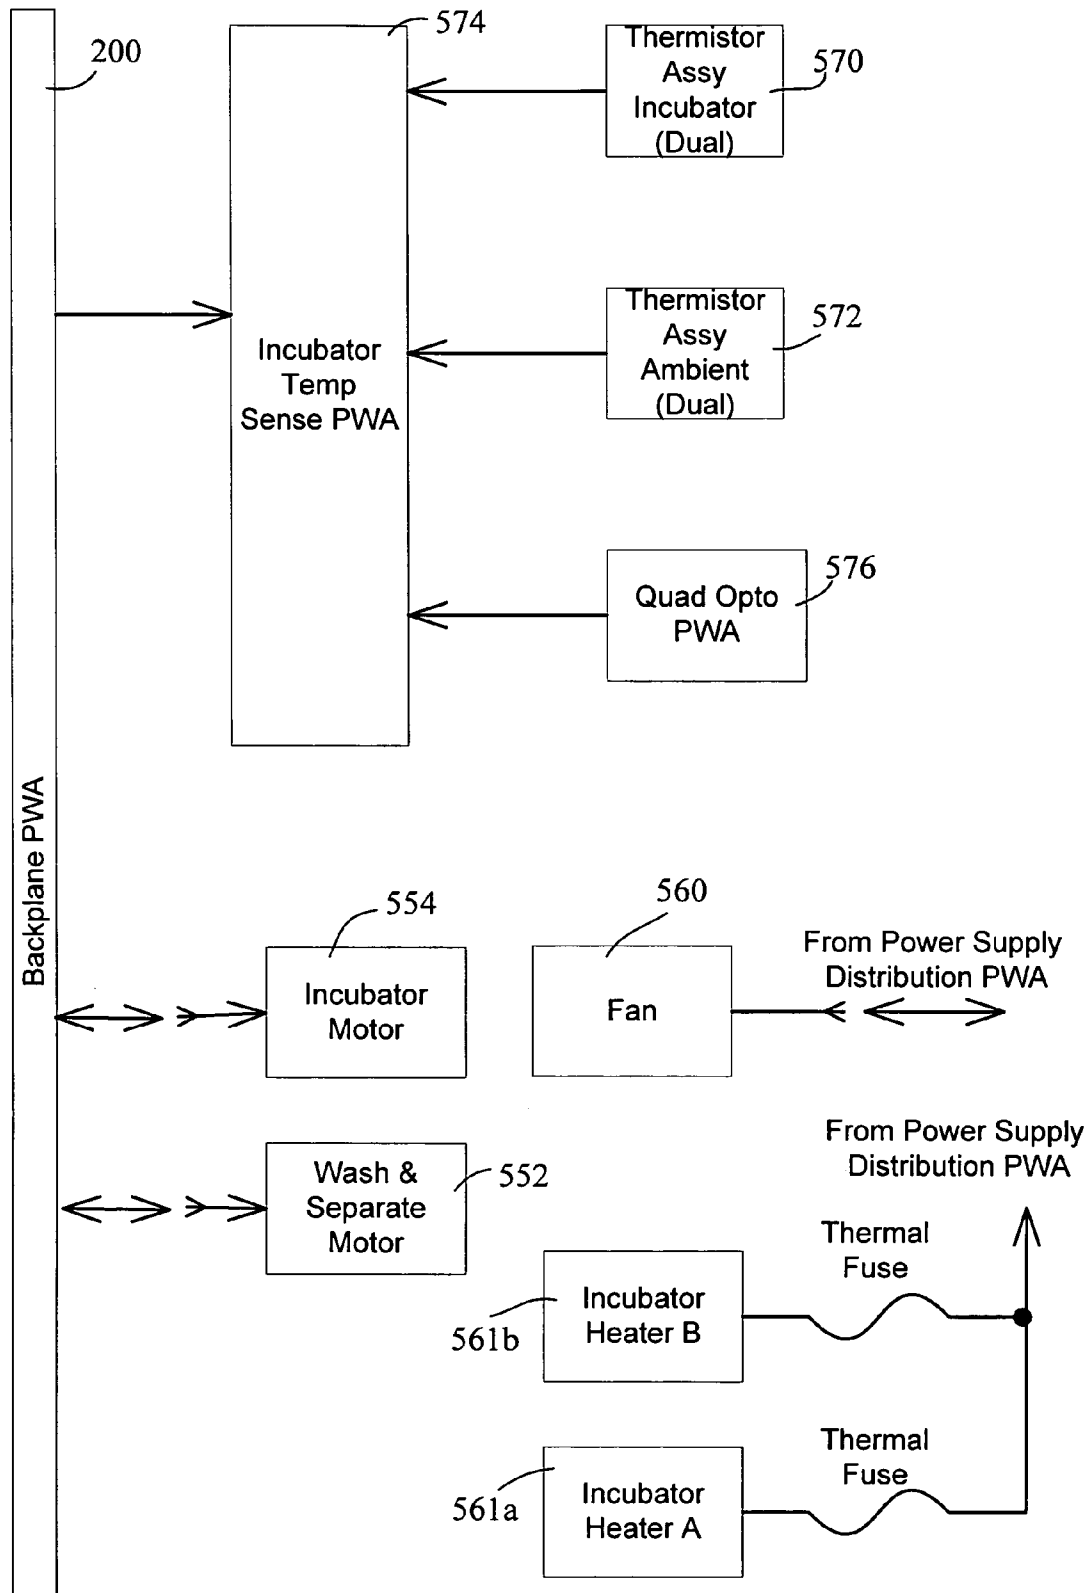 574
200
Thermistor
Assy
Incubator
(Dual)
570
Thermistor
Assy
Ambient
(Dual)
572
Incubator
Temp
Sense PWA
Quad Opto
PWA
576
Backplane PWA
554
Incubator
Motor
560
Fan
From Power Supply
Distribution PWA
Wash &
Separate
Motor
552
From Power Supply
Distribution PWA
Incubator
Heater B
561b
Thermal
Fuse
Incubator
Heater A
561a
Thermal
Fuse